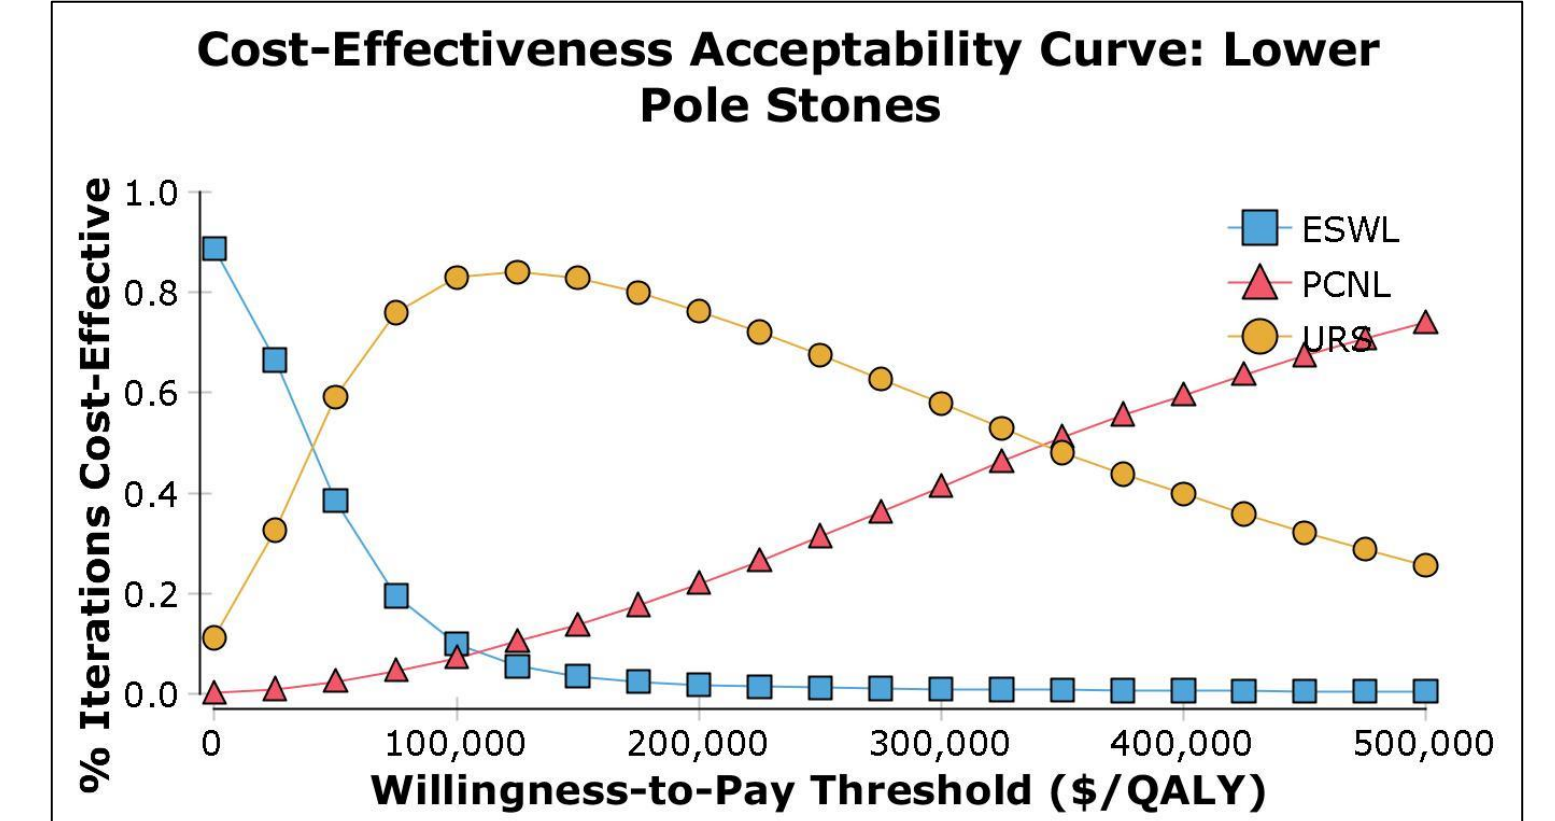 Cost-Effectiveness Acceptability Curve: Lower
Pole Stones
% Iterations Cost-Effective
1.0
0.8
0.6
0.4
0.2
0.0
ESWL
PCNL
URS
0 100,000 200,000 300,000 400,000 500,000
Willingness-to-Pay Threshold ($/QALY)